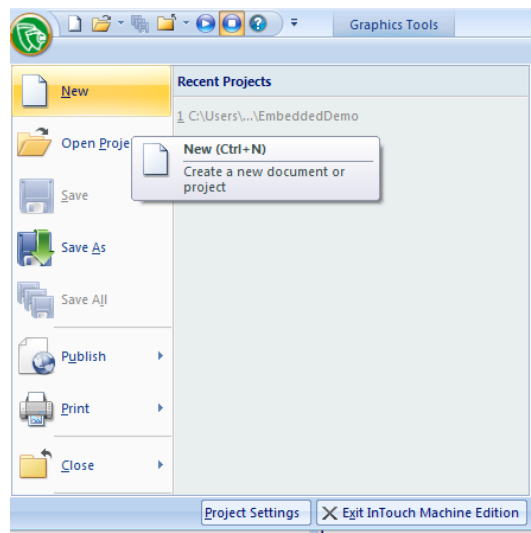 Graphics Tools
New
Recent Projects
1 C:\Users\...\EmbeddedDemo
Open Proje
New (Ctrl+N)
Create a new document or
project
Save
Save As
Save All
Publish
Print
Close
Project Settings
Exit InTouch Machine Edition